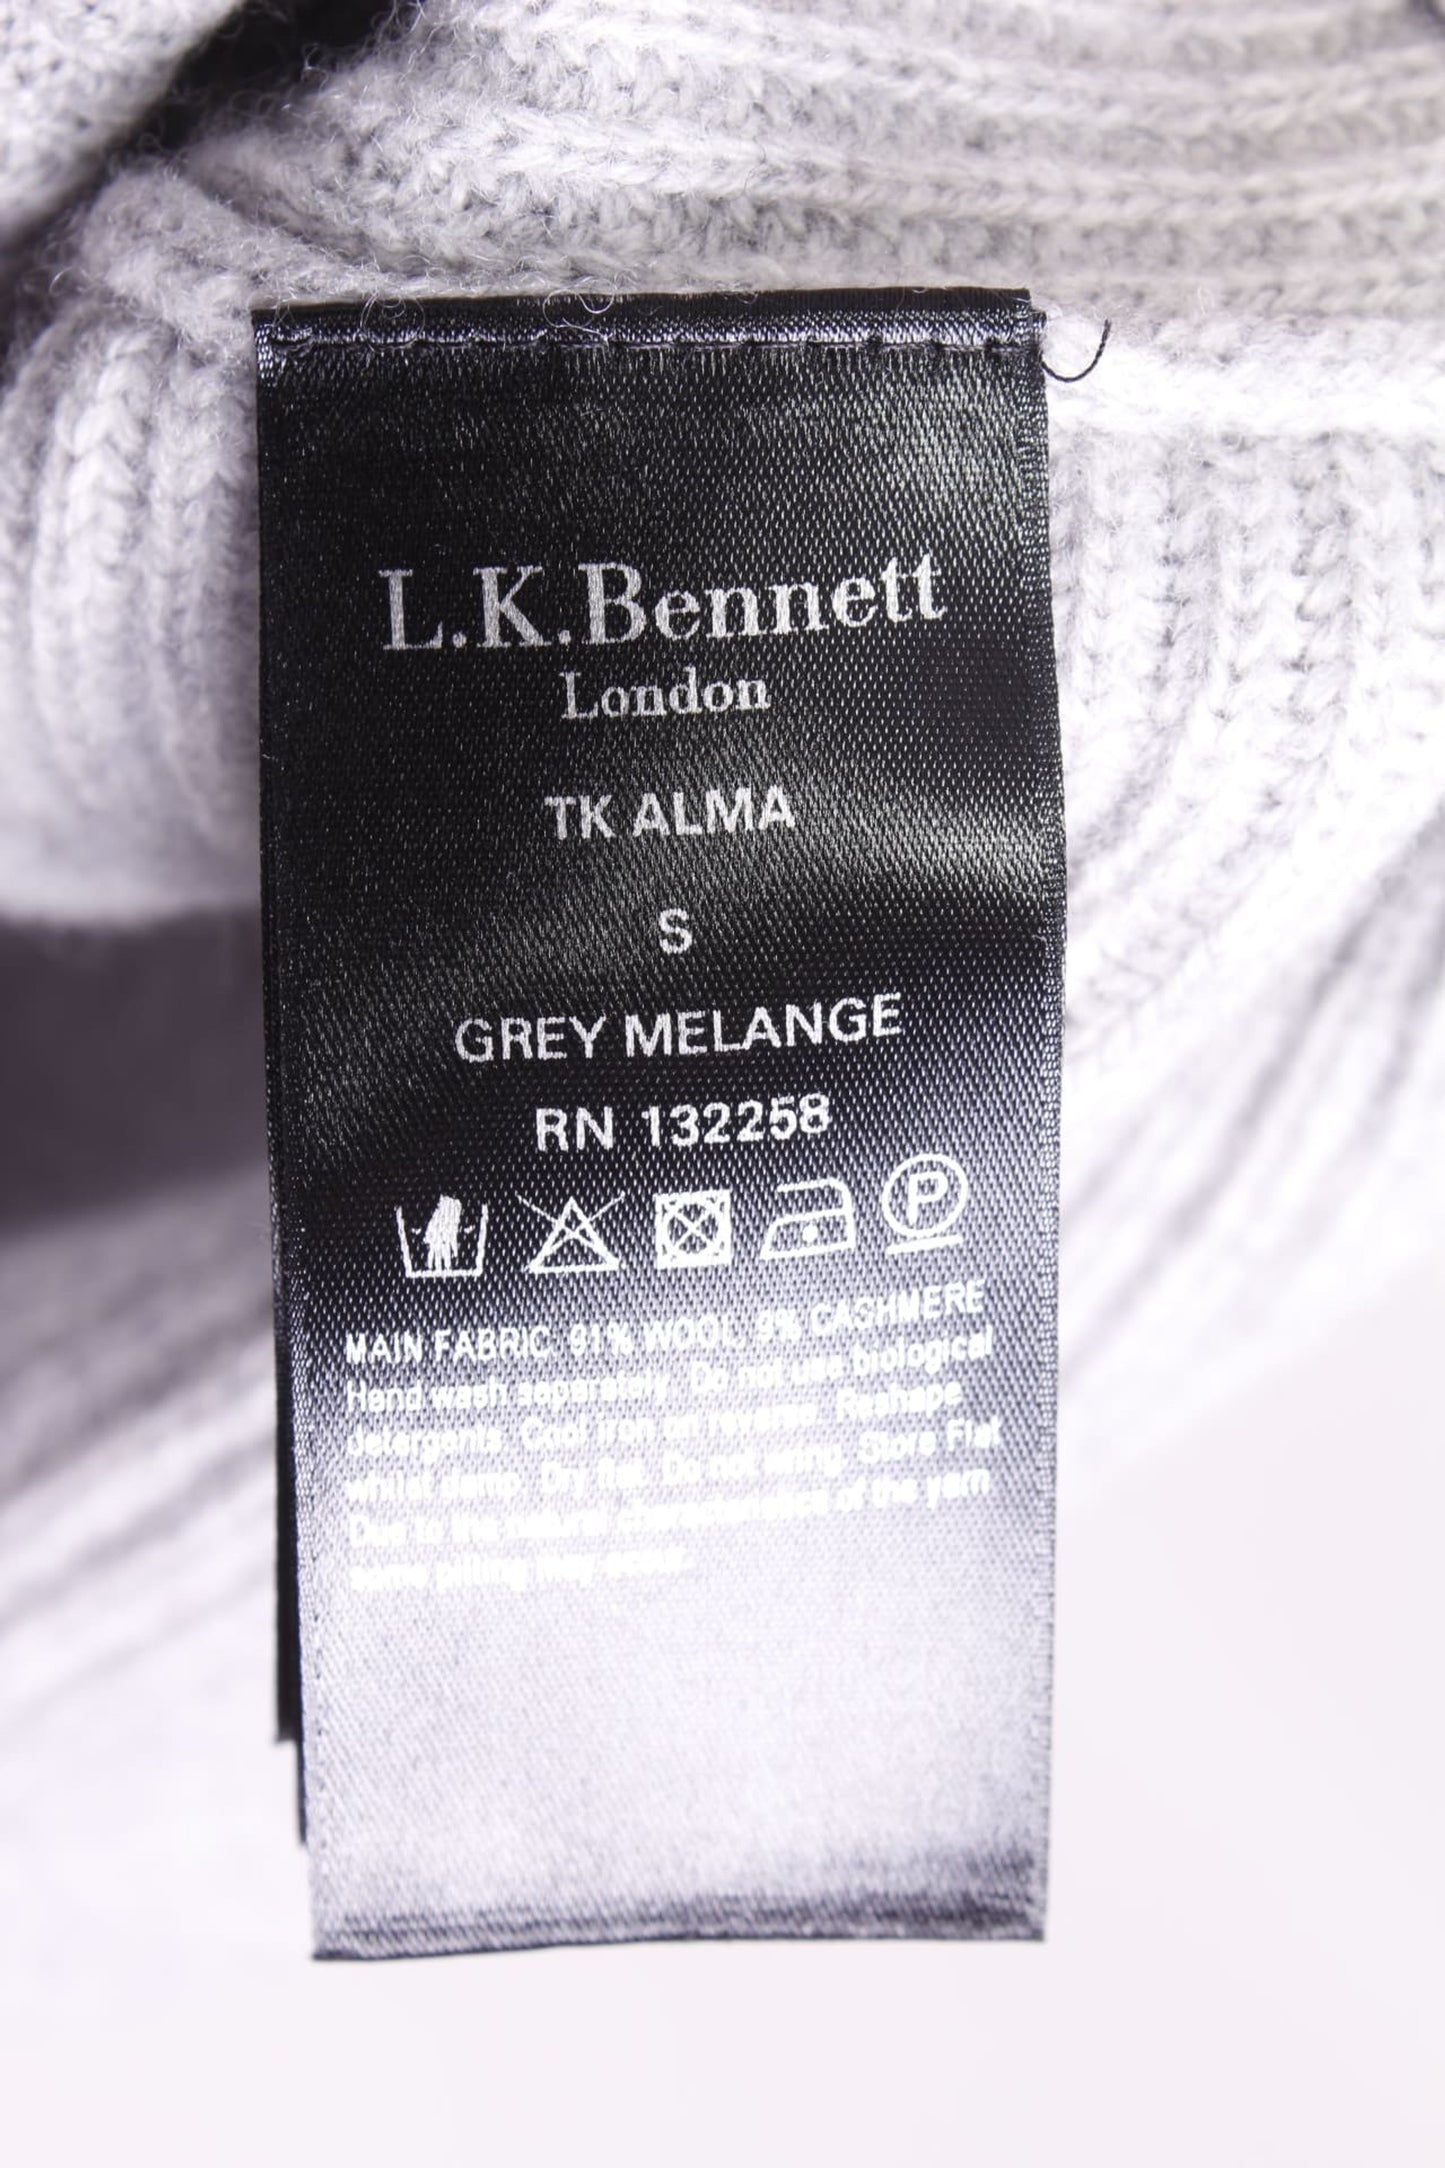 L.K.Bennett
London
TK ALMA
S
GREY MELANGE
RN 132258
P
MAIN FABRIC 91% WOOL 9% CASHMERE
Hand wash separately. Do not use biological
detergents. Cool iron on reverse. Reshape
whilst damp. Dry flat. Do not wring. Store Flat
Due to the natural characteristics of the yarn
some pilling may occur.